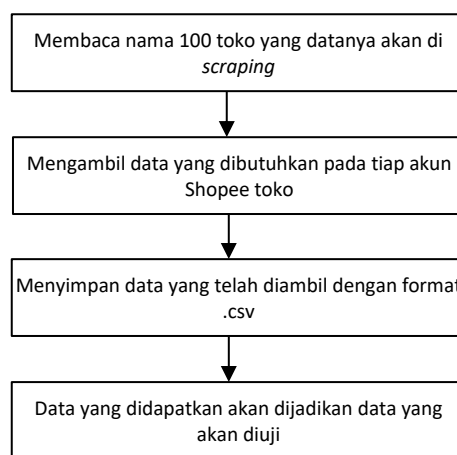 Membaca nama 100 toko yang datanya akan di
scraping
Mengambil data yang dibutuhkan pada tiap akun
Shopee toko
Menyimpan data yang telah diambil dengan format
.csv
Data yang didapatkan akan dijadikan data yang
akan diuji